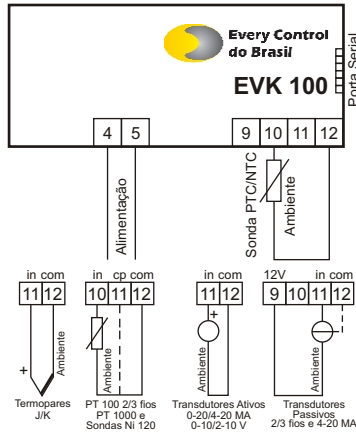 Every Control
do Brasil
EVK 100
Porta Serial
4 5 9 10 11 12
Alimentação
Sonda PTC/NTC
Ambiente
in com
11 12
+
Ambiente
Termopares
J/K
in cp com
10 11 12
Ambiente
PT 100 2/3 fios
PT 1000 e
Sondas Ni 120
in com
11 12
+
Ambiente
Transdutores Ativos
0-20/4-20 MA
0-10/2-10 V
12V in com
9 10 11 12
Ambiente
Transdutores
Passivos
2/3 fios e 4-20 MA